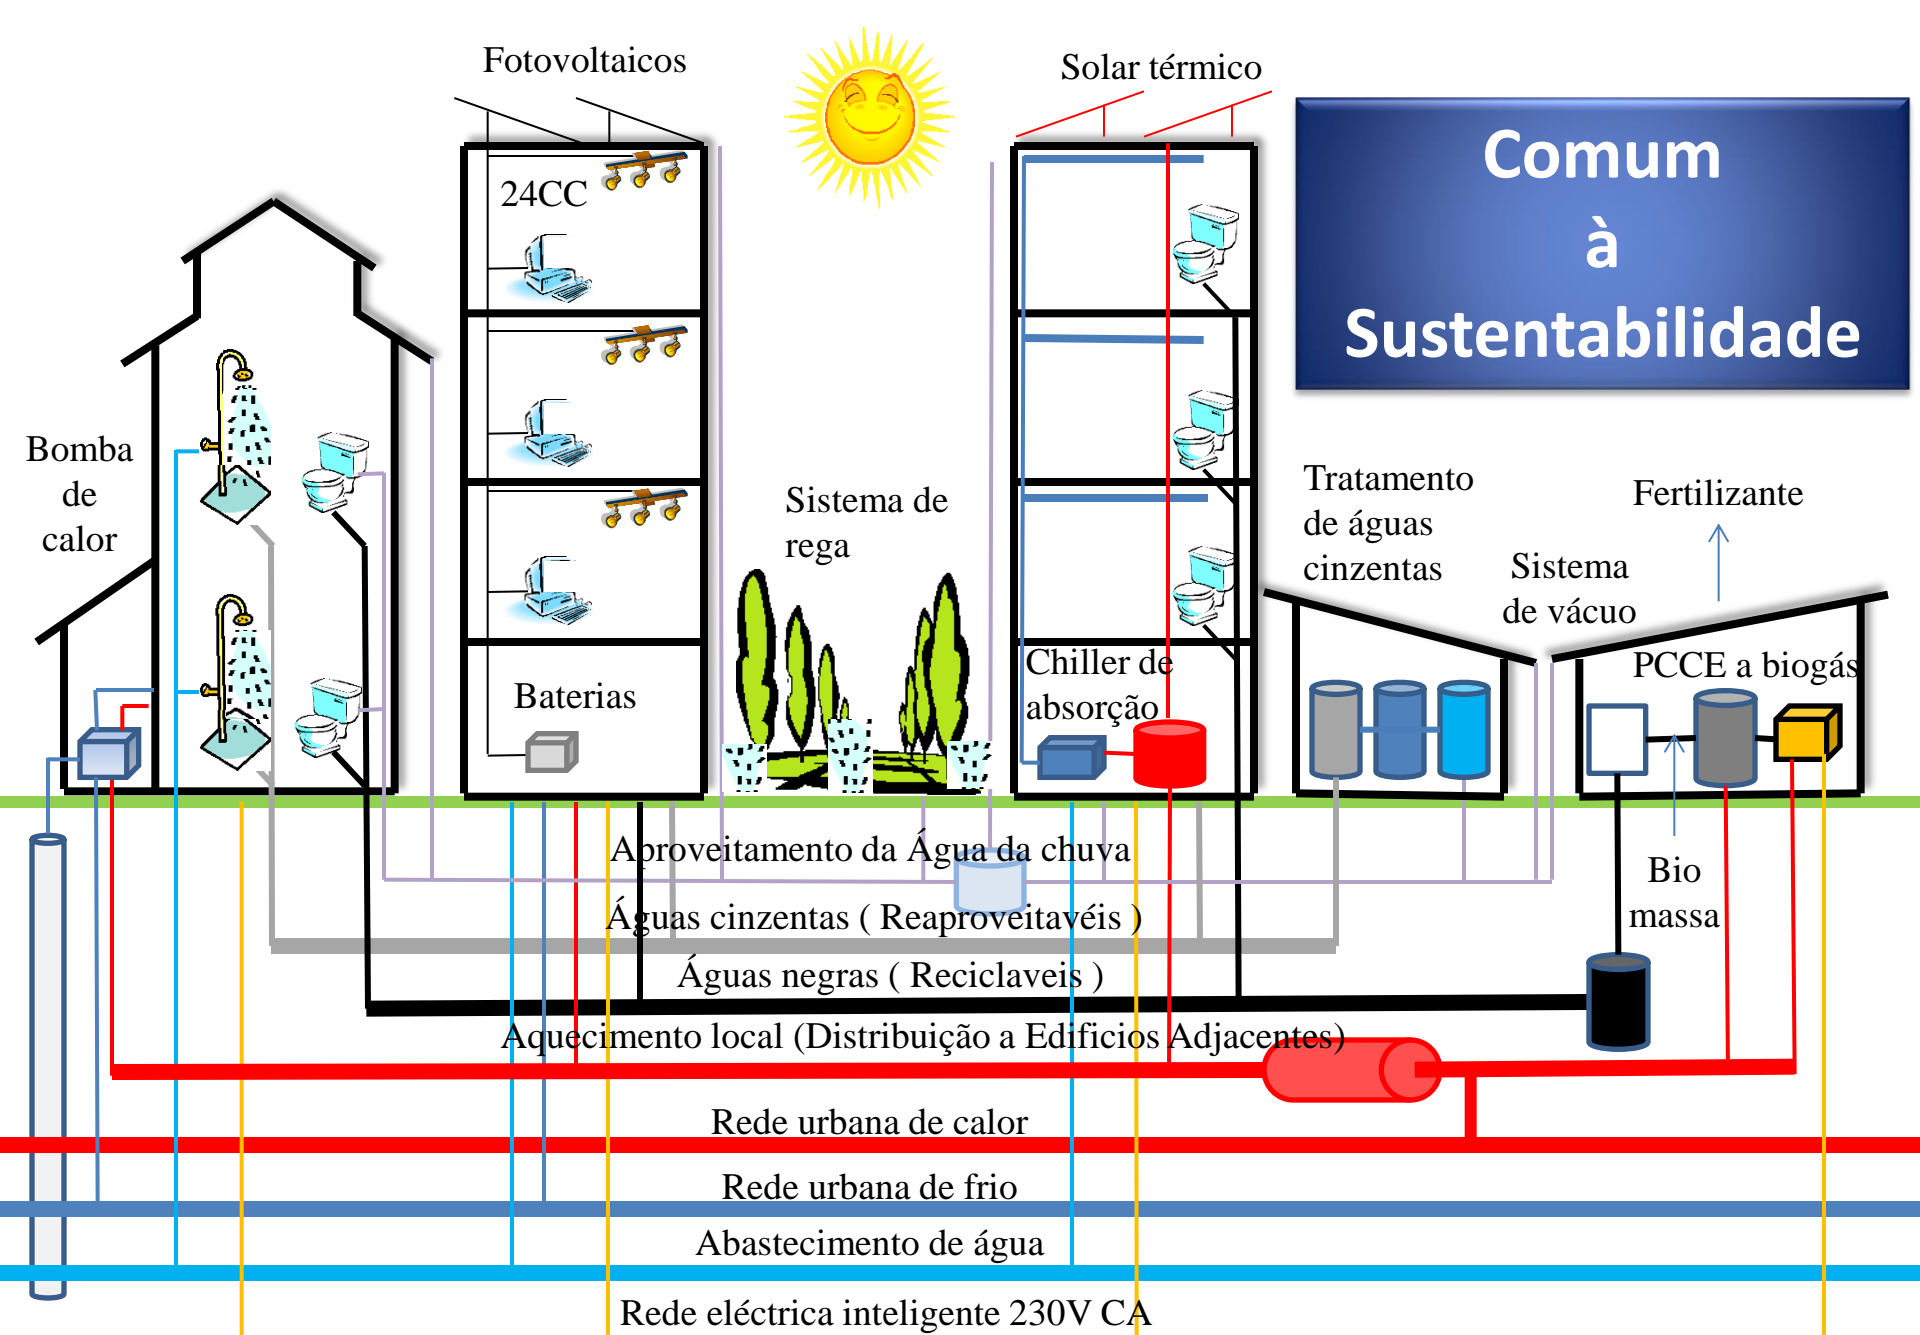 Fotovoltaicos
Solar térmico
Comum
à
Sustentabilidade
24CC
Bomba
de
calor
Sistema de
rega
Tratamento
de águas
cinzentas
Fertilizante
Sistema
de vácuo
Chiller de
absorção
PCCE a biogás
Baterias
Aproveitamento da Água da chuva
Bio
massa
Águas cinzentas ( Reaproveitavéis )
Águas negras ( Reciclaveis )
Aquecimento local (Distribuição a Edificios Adjacentes)
Rede urbana de calor
Rede urbana de frio
Abastecimento de água
Rede eléctrica inteligente 230V CA